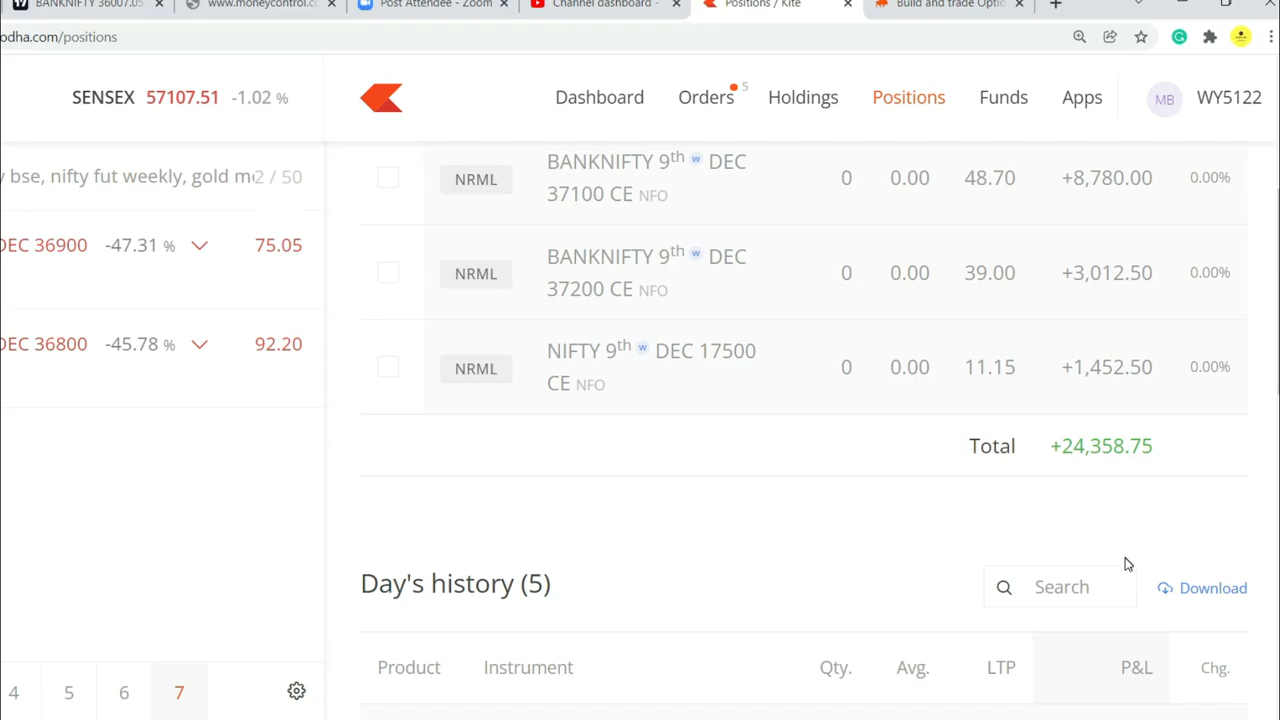 BANKNIFTY 36007.05
www.moneycontrol.c
Post Attendee - Zoom
Channel dashboard -
Positions / Kite
Build and trade Optio
odha.com/positions
SENSEX 57107.51 -1.02 %
Dashboard Orders 5 Holdings Positions Funds Apps MB WY5122
y bse, nifty fut weekly, gold m 2 / 50
DEC 36900 -47.31 % 75.05
DEC 36800 -45.78 % 92.20
NRML BANKNIFTY 9th w DEC 0 0.00 48.70 +8,780.00 0.00%
37100 CE NFO
NRML BANKNIFTY 9th w DEC 0 0.00 39.00 +3,012.50 0.00%
37200 CE NFO
NRML NIFTY 9th w DEC 17500 0 0.00 11.15 +1,452.50 0.00%
CE NFO
Total +24,358.75
Day's history (5) Search Download
Product Instrument Qty. Avg. LTP P&L Chg.
4 5 6 7